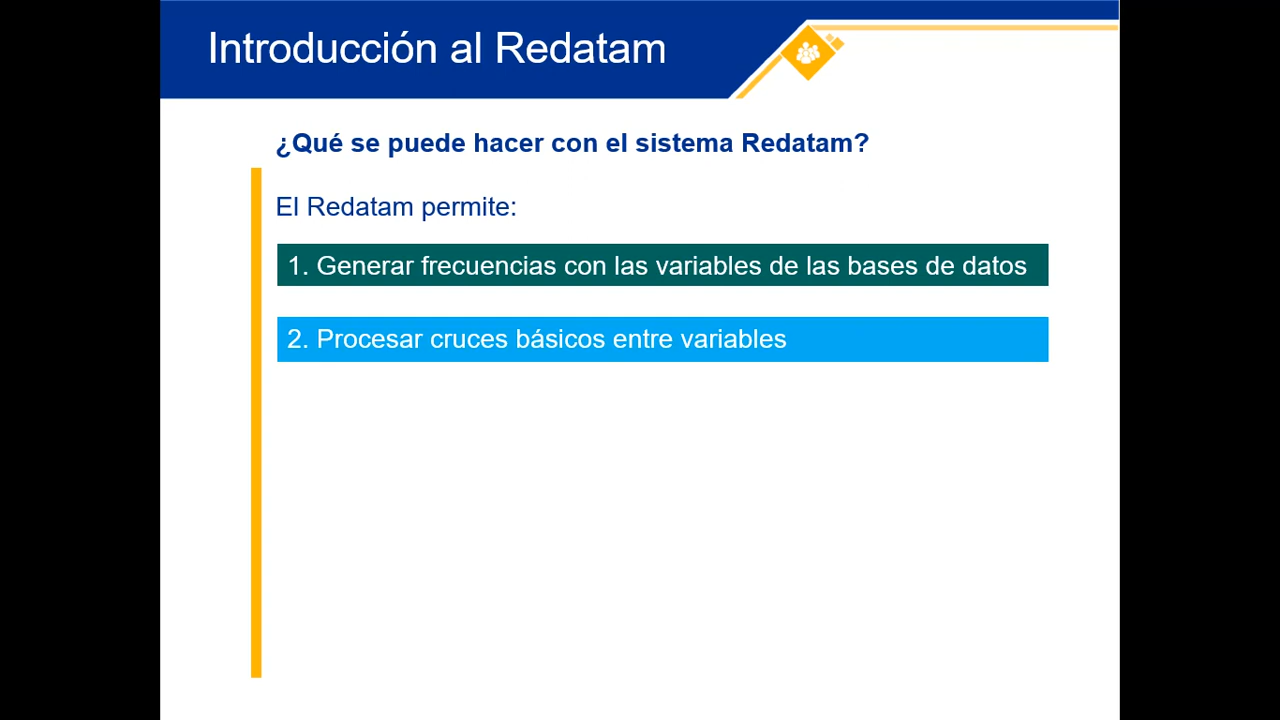 Introducción al Redatam
¿Qué se puede hacer con el sistema Redatam?
El Redatam permite:
1. Generar frecuencias con las variables de las bases de datos
2. Procesar cruces básicos entre variables